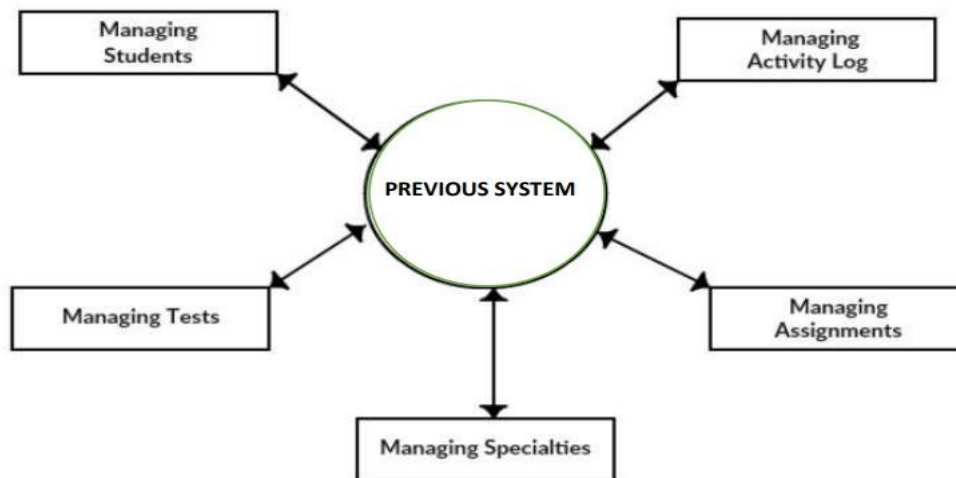 Managing
Students
Managing
Activity Log
PREVIOUS SYSTEM
Managing Tests
Managing
Assignments
Managing Specialties